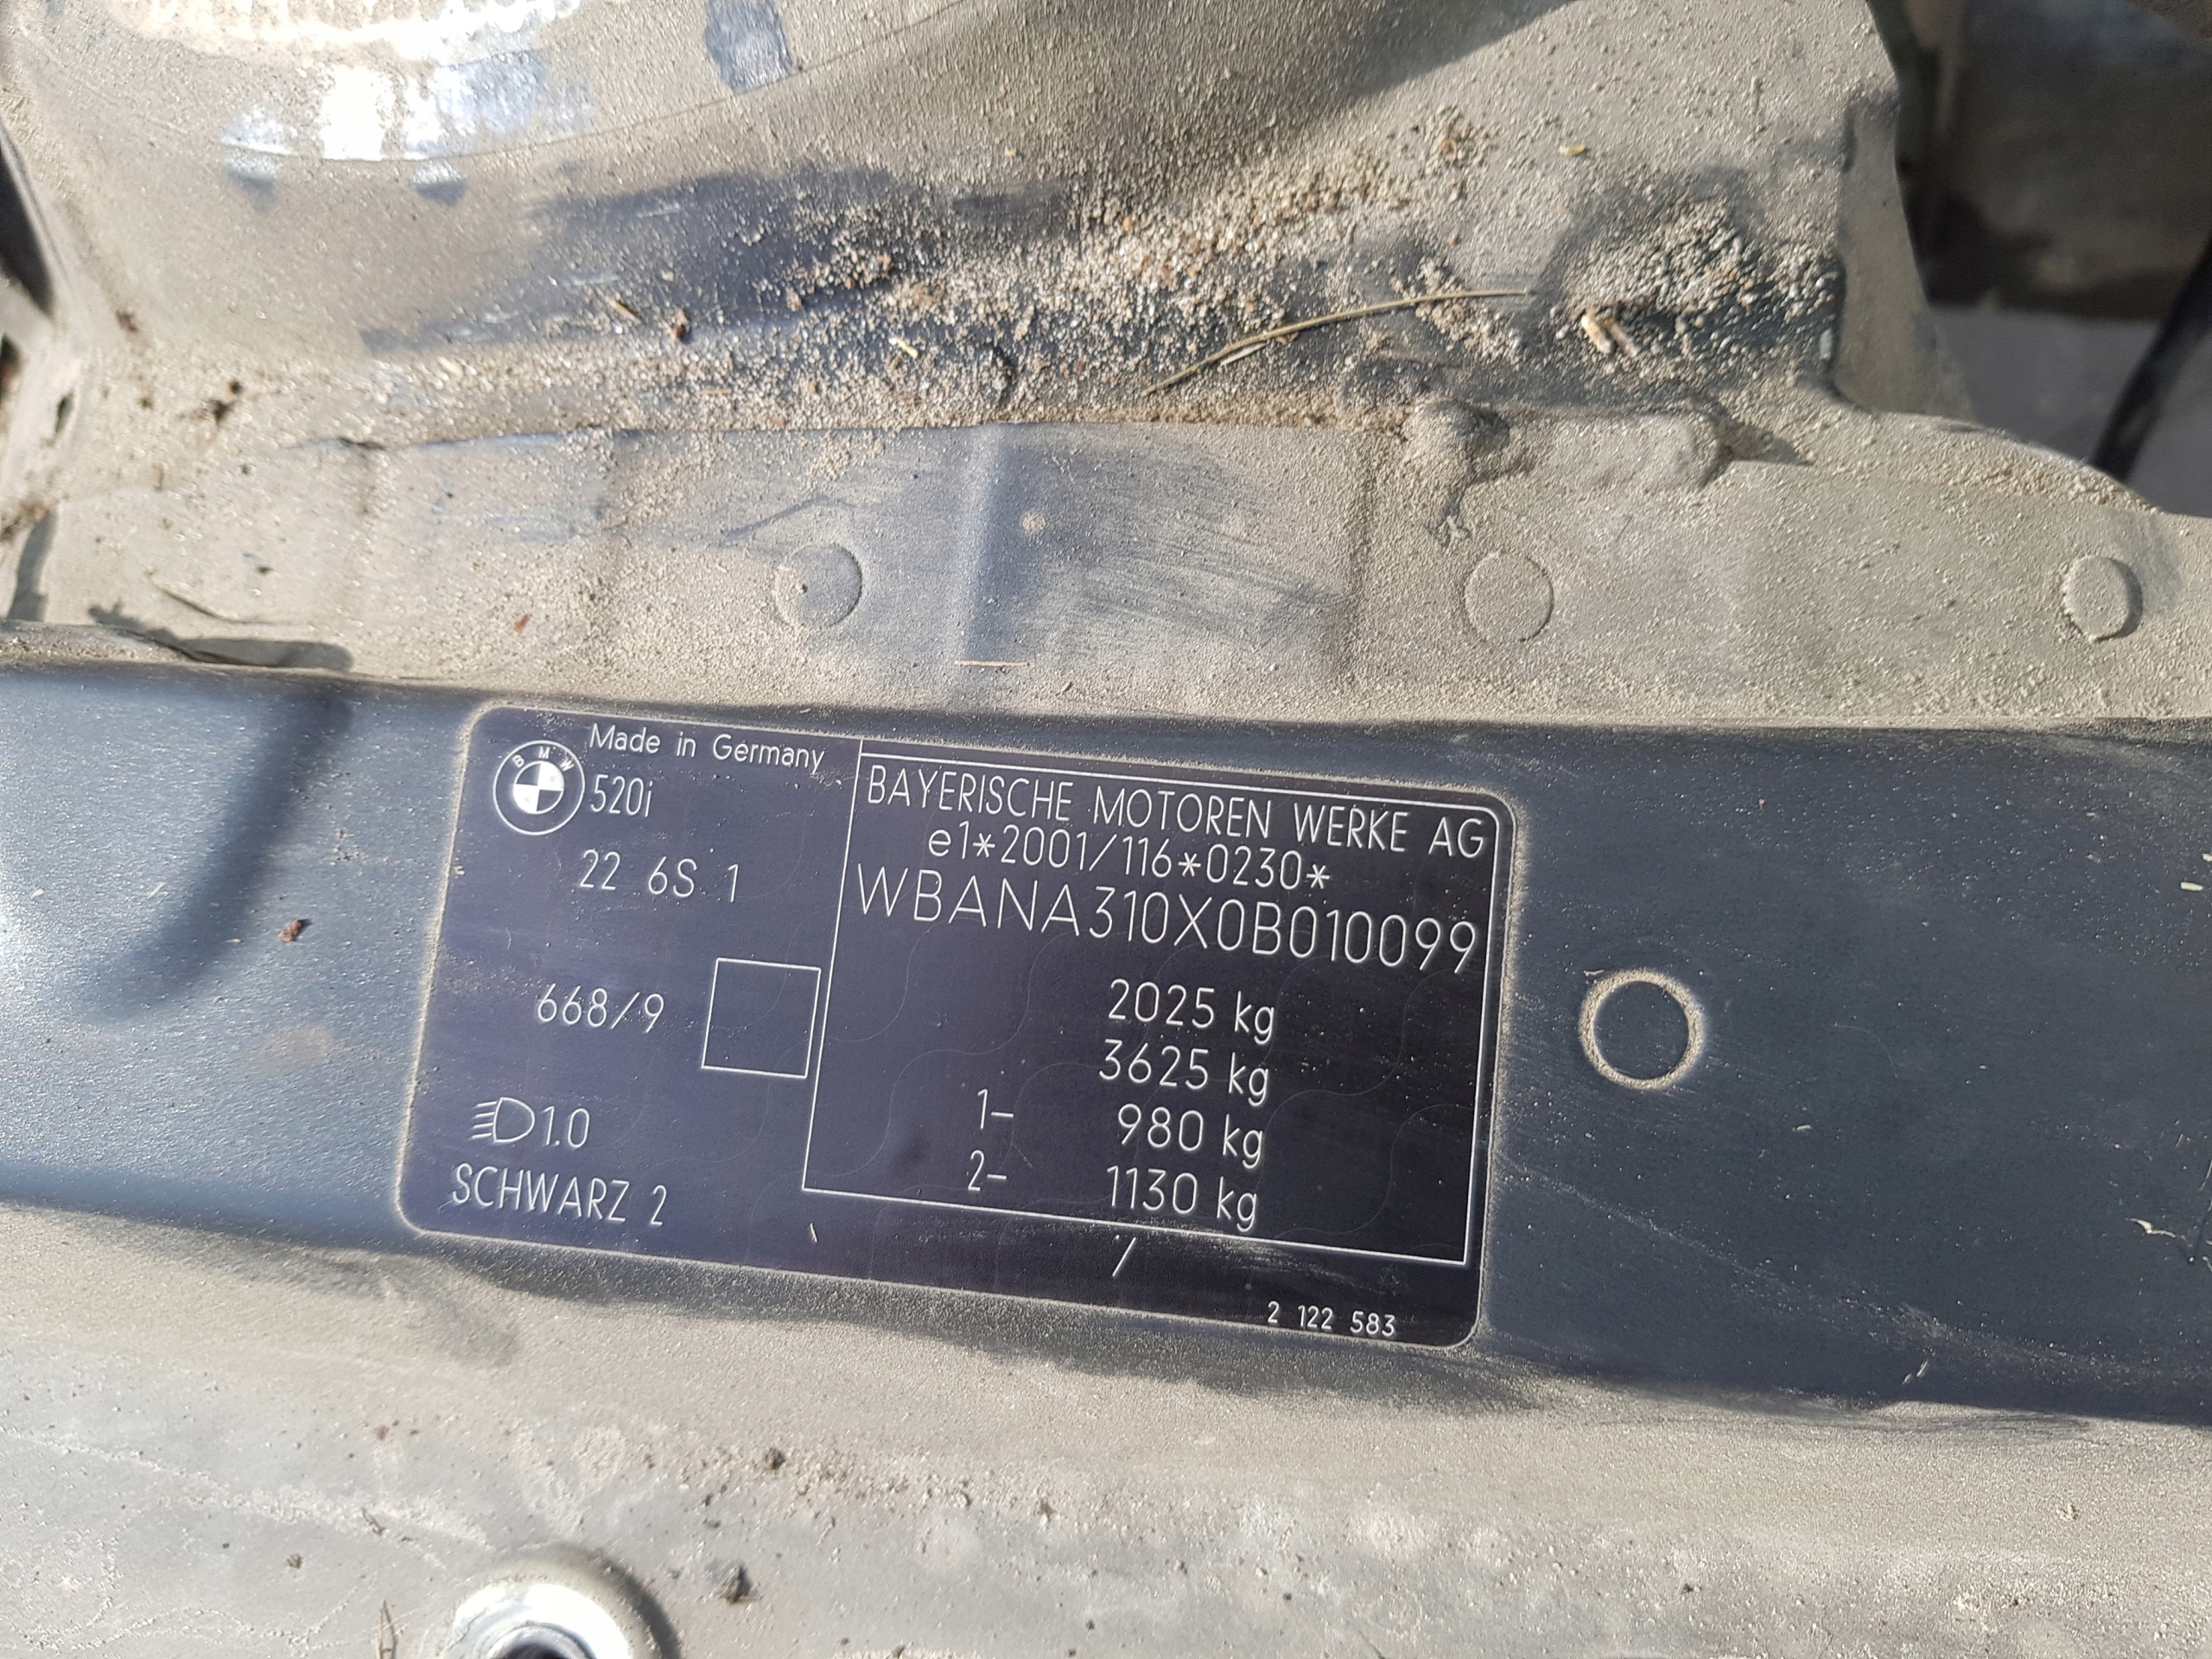 Made in Germany
BMW
520i
22 6S 1
668/9
1.0
SCHWARZ 2
BAYERISCHE MOTOREN WERKE AG
e1*2001/116*0230*
WBANA310X0B010099
2025 kg
3625 kg
1- 980 kg
2- 1130 kg
/
2 122 583